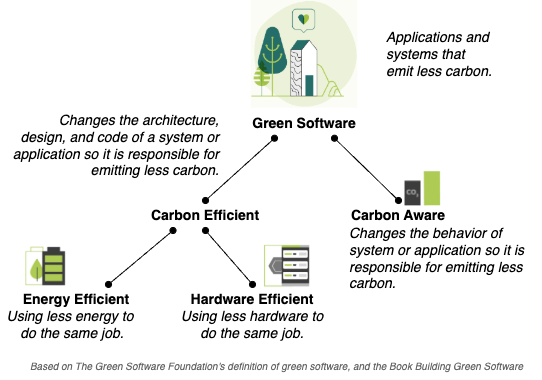 Applications and
systems that
emit less carbon.
Green Software
Changes the architecture,
design, and code of a system or
application so it is responsible for
emitting less carbon.
Carbon Efficient
CO₂
Carbon Aware
Changes the behavior of
system or application so it is
responsible for emitting less
carbon.
Energy Efficient
Using less energy to
do the same job.
Hardware Efficient
Using less hardware to
do the same job.
Based on The Green Software Foundation's definition of green software, and the Book Building Green Software